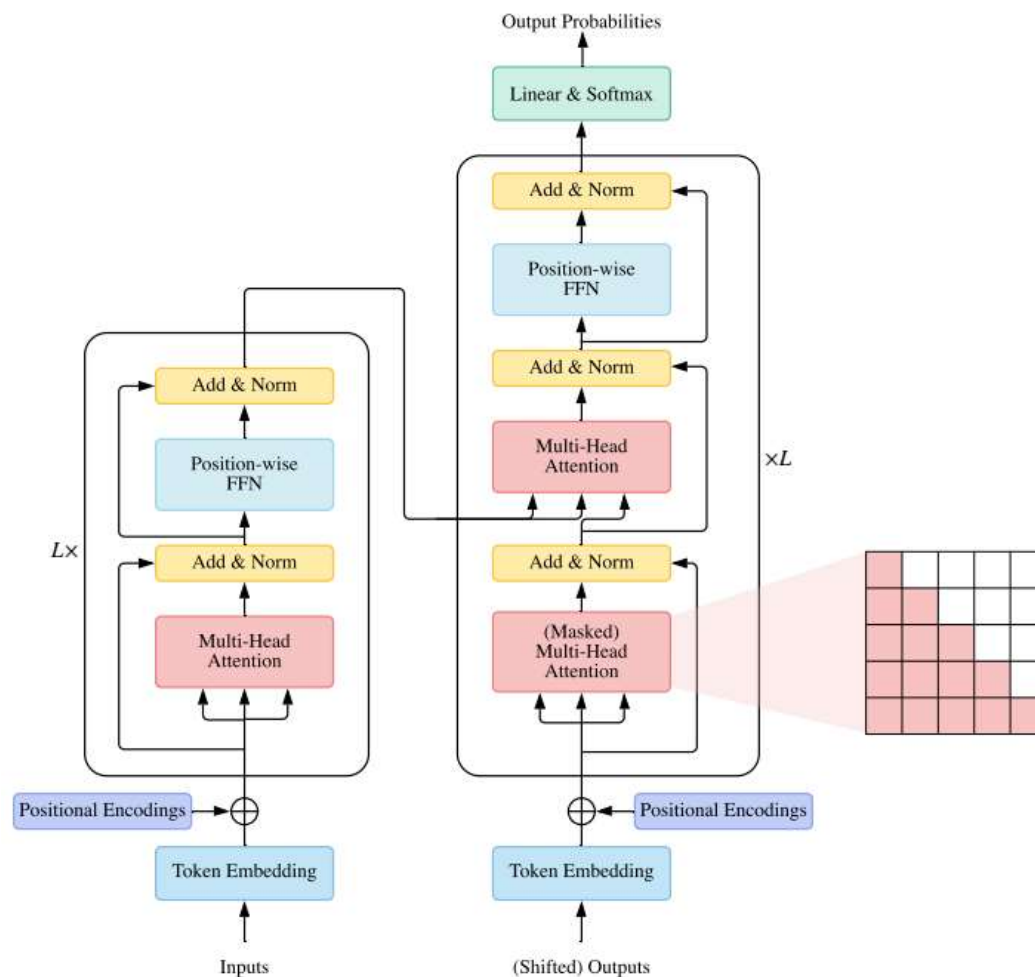 Output Probabilities
Linear & Softmax
Add & Norm
Position-wise
FFN
Add & Norm
Multi-Head
Attention
×L
Add & Norm
(Masked)
Multi-Head
Attention
Positional Encodings
Token Embedding
(Shifted) Outputs
Add & Norm
Position-wise
FFN
L×
Add & Norm
Multi-Head
Attention
Positional Encodings
Token Embedding
Inputs